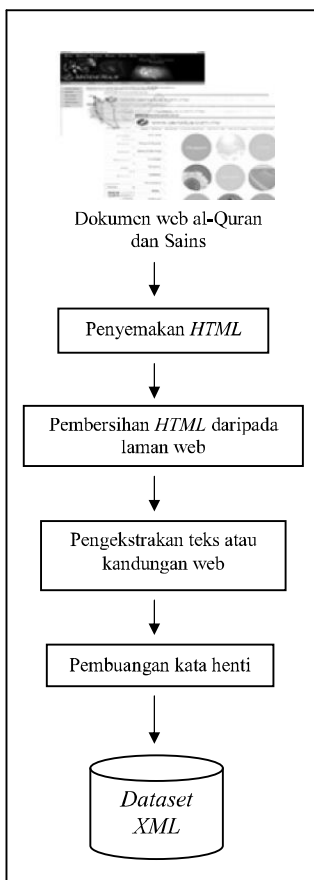 Dokumen web al-Quran
dan Sains
Penyemakan HTML
Pembersihan HTML daripada
laman web
Pengekstrakan teks atau
kandungan web
Pembuangan kata henti
Dataset
XML